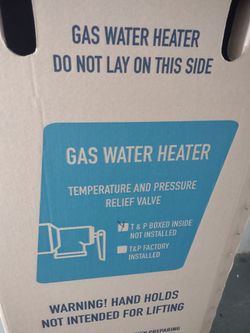 GAS WATER HEATER
DO NOT LAY ON THIS SIDE
GAS WATER HEATER
TEMPERATURE AND PRESSURE
RELIEF VALVE
T & P BOXED INSIDE
NOT INSTALLED
T&P FACTORY
INSTALLED
WARNING! HAND HOLDS
NOT INTENDED FOR LIFTING
PREPARING